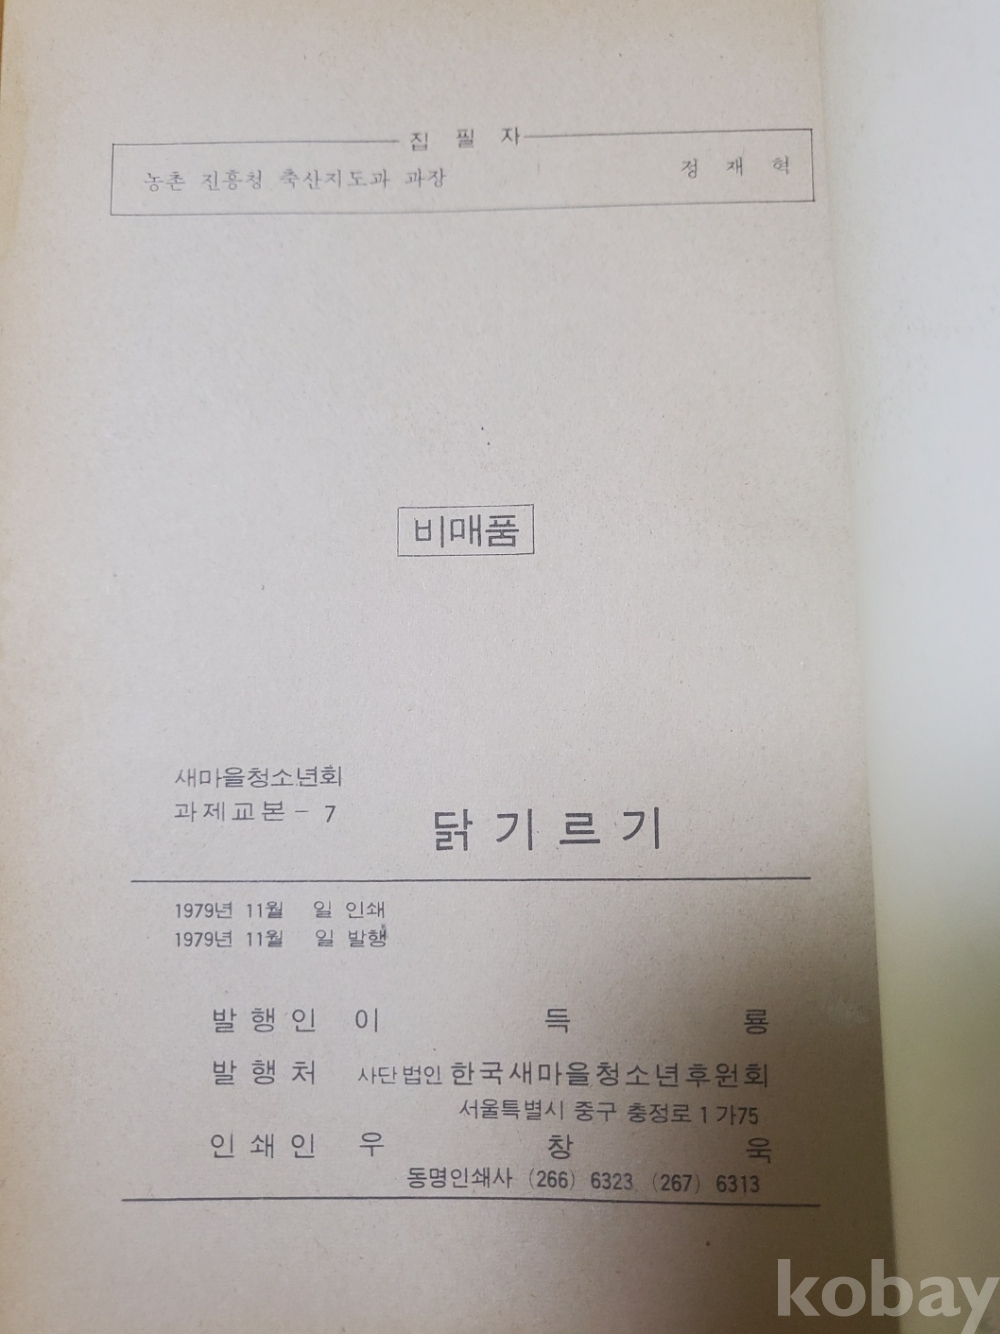 집 필 자
농촌 진흥청 축산지도과 과장 정 재 혁
비매품
새마을청소년회
과제교본 - 7 닭기르기
1979년 11월 일 인쇄
1979년 11월 일 발행
발행인 이 득 룡
발행처 사단법인 한국새마을청소년후원회
서울특별시 중구 충정로 1가75
인쇄인 우 창 욱
동명인쇄사 (266) 6323 (267) 6313
kobay